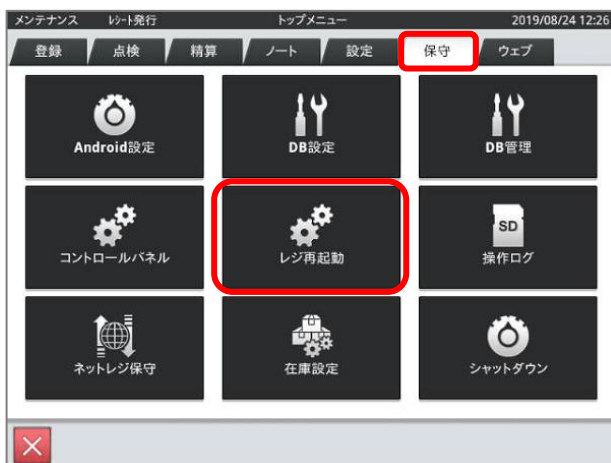 メンテナンス レシート発行 トップメニュー 2019/08/24 12:26
登録 点検 精算 ノート 設定 保守 ウェブ
Android設定 DB設定 DB管理
コントロールパネル レジ再起動 SD 操作ログ
ネットレジ保守 在庫設定 シャットダウン